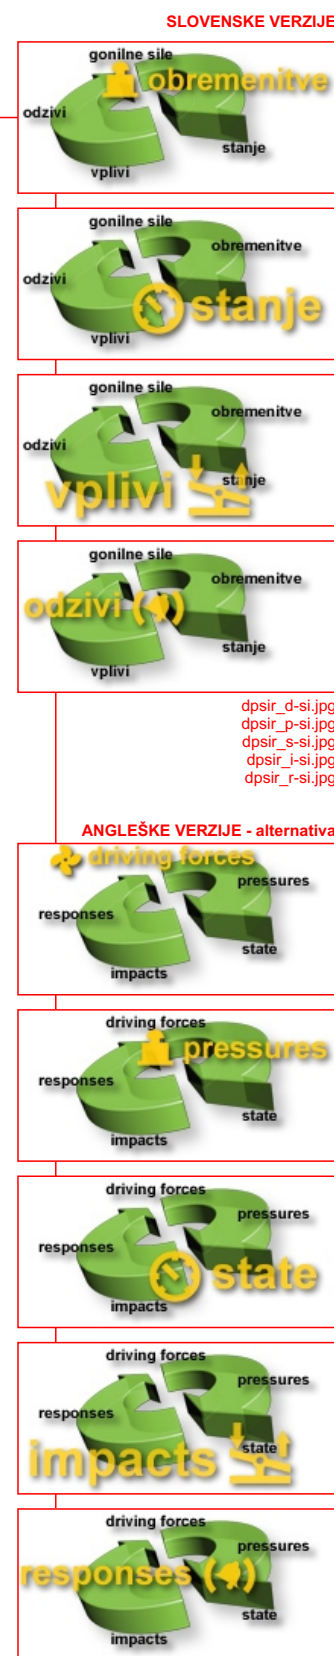 SLOVENSKE VERZIJE
gonilne sile
obremenitve
odzivi
stanje
vplivi
gonilne sile
obremenitve
odzivi
stanje
vplivi
gonilne sile
obremenitve
odzivi
stanje
vplivi
gonilne sile
obremenitve
odzivi
stanje
vplivi
dpsir_d-si.jpg
dpsir_p-si.jpg
dpsir_s-si.jpg
dpsir_i-si.jpg
dpsir_r-si.jpg
ANGLEŠKE VERZIJE - alternativa
driving forces
pressures
responses
state
impacts
driving forces
pressures
responses
state
impacts
driving forces
pressures
responses
state
impacts
driving forces
pressures
responses
state
impacts
driving forces
pressures
responses
state
impacts